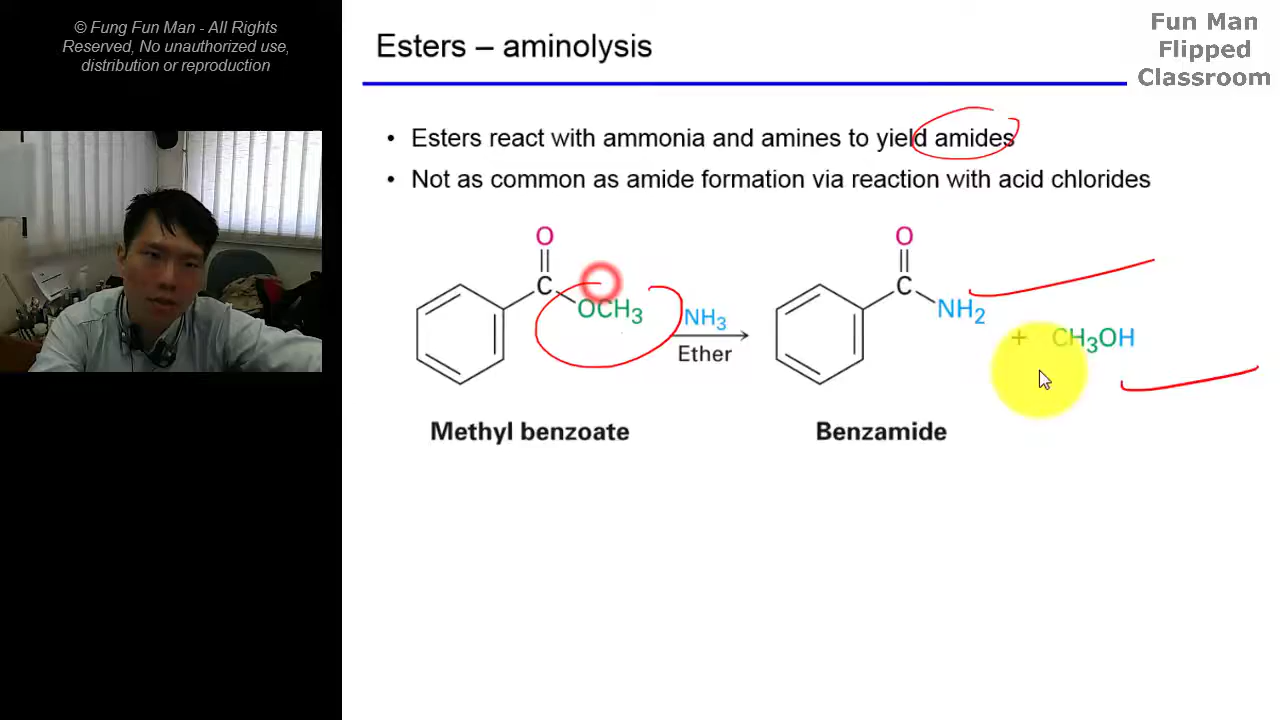 © Fung Fun Man - All Rights
Reserved, No unauthorized use,
distribution or reproduction
Fun Man
Flipped
Classroom
Esters – aminolysis
• Esters react with ammonia and amines to yield amides
• Not as common as amide formation via reaction with acid chlorides
O
C
OCH3
NH3
Ether
O
C
NH2
+ CH3OH
Methyl benzoate
Benzamide